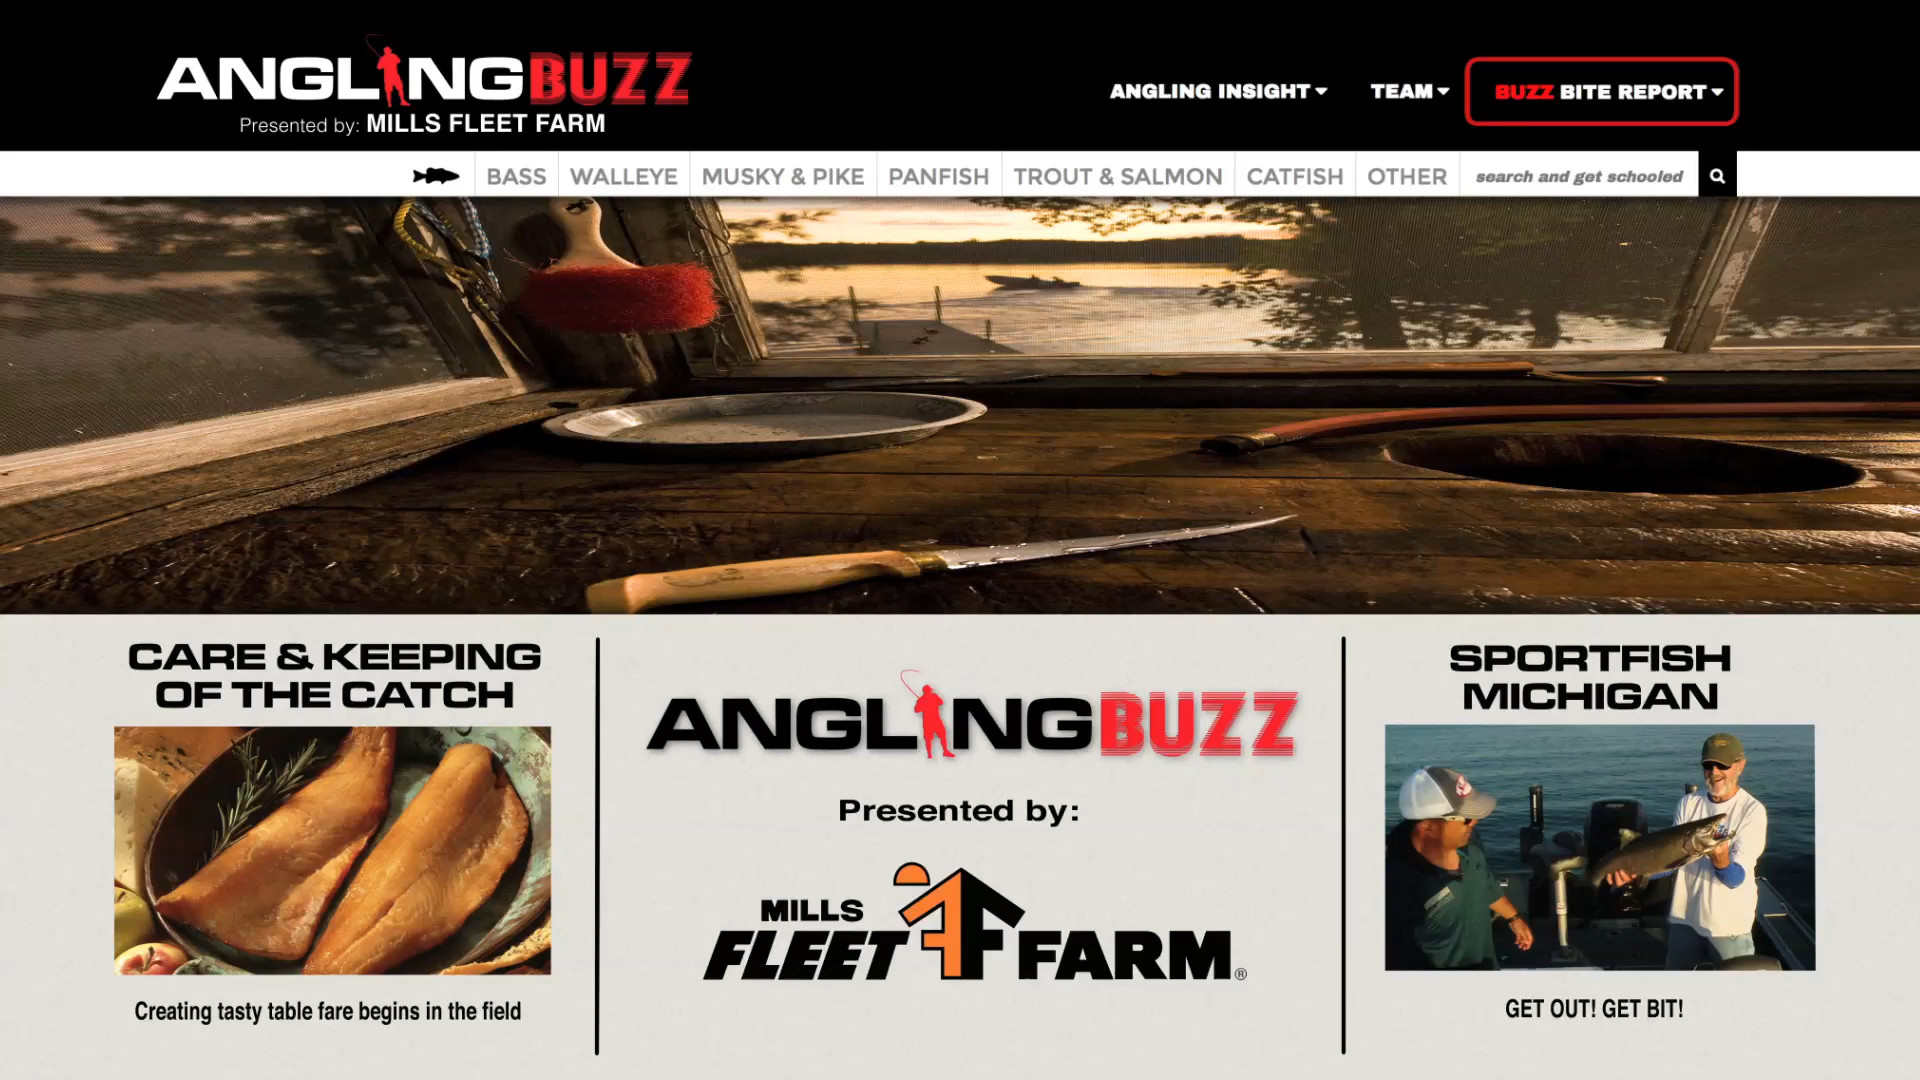 ANGLINGBUZZ
Presented by: MILLS FLEET FARM
ANGLING INSIGHT
TEAM
BUZZ BITE REPORT
BASS
WALLEYE
MUSKY & PIKE
PANFISH
TROUT & SALMON
CATFISH
OTHER
search and get schooled
CARE & KEEPING
OF THE CATCH
Creating tasty table fare begins in the field
ANGLINGBUZZ
Presented by:
MILLS
FLEET FARM®
SPORTFISH
MICHIGAN
GET OUT! GET BIT!